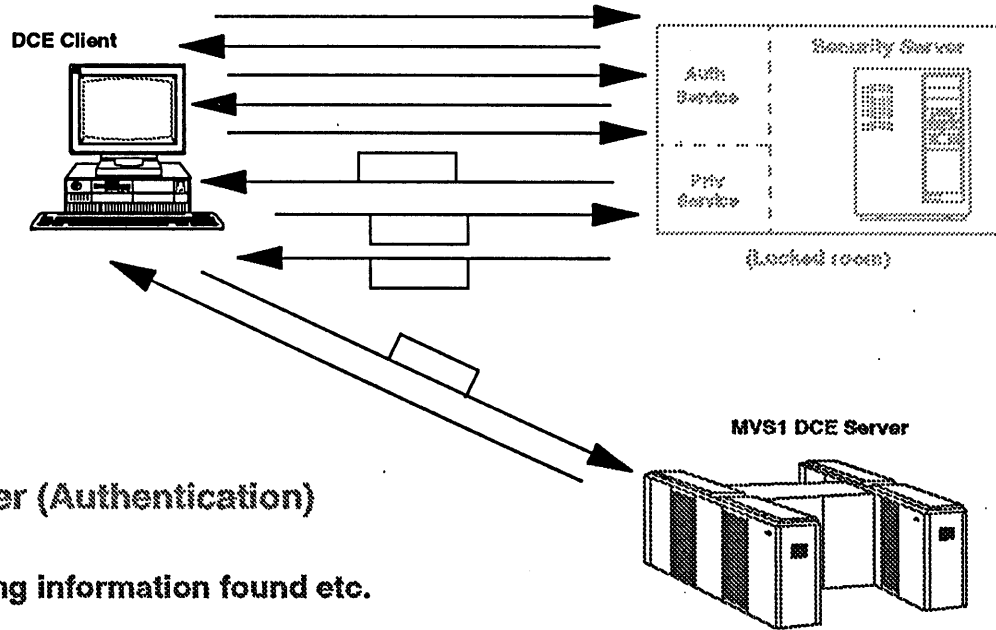 DCE Client
Security Server
Auth
Service
Priv
Service
(Locked room)
MVS1 DCE Server
er (Authentication)
ng information found etc.